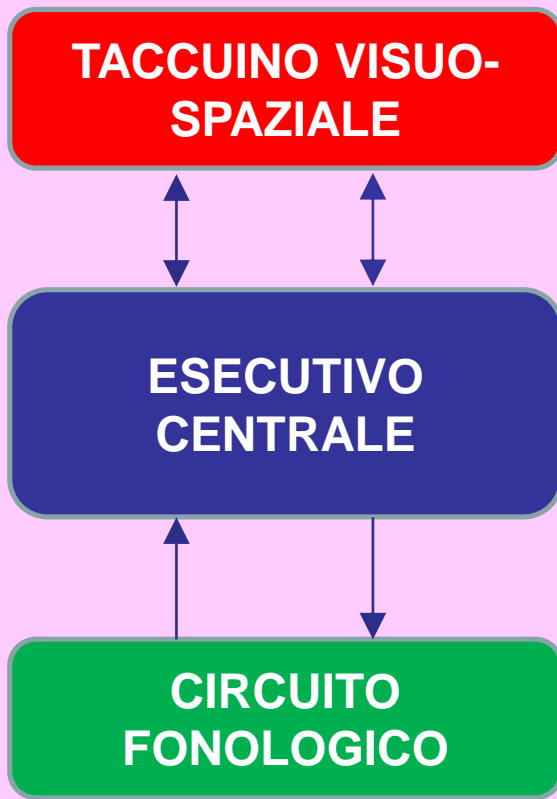 TACCUINO VISUO-
SPAZIALE
ESECUTIVO
CENTRALE
CIRCUITO
FONOLOGICO